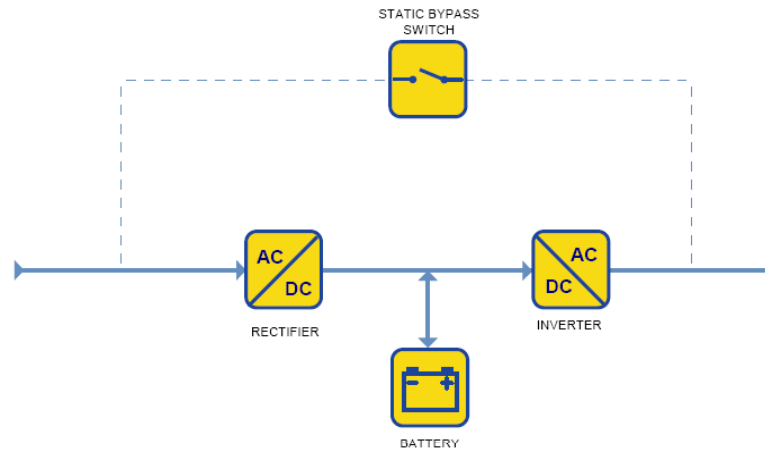 STATIC BYPASS
SWITCH
AC
DC
RECTIFIER
AC
DC
INVERTER
- +
BATTERY